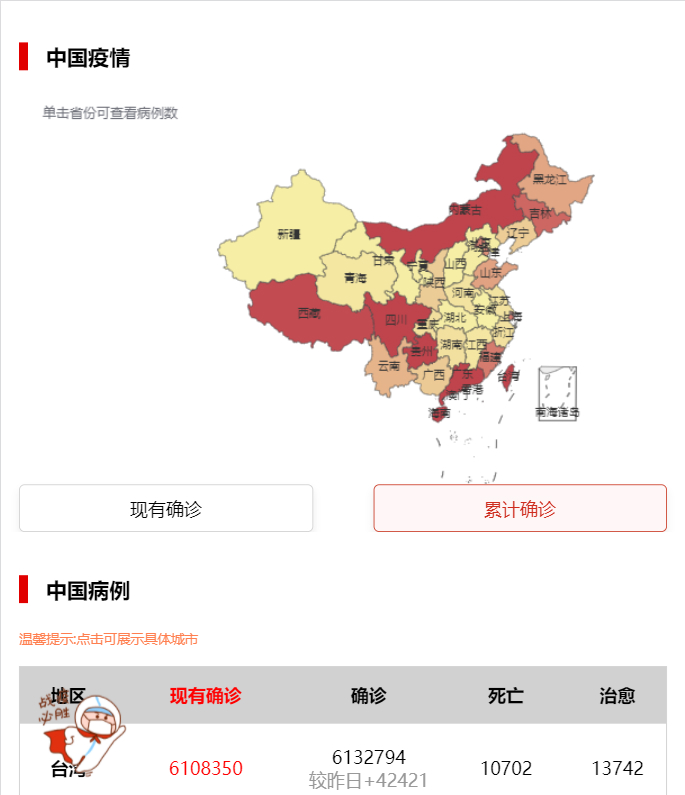 中国疫情
单击省份可查看病例数
黑龙江
内蒙古
吉林
新疆
辽宁
北京
天津
甘肃
宁夏
山西
青海
陕西
山东
河南
江苏
西藏
安徽
上海
四川
重庆
湖北
浙江
贵州
湖南
江西
福建
云南
广西
广东
台湾
香港
澳门
海南
南海诸岛
现有确诊
累计确诊
中国病例
温馨提示:点击可展示具体城市
地区 现有确诊 确诊 死亡 治愈
战疫
必胜
台湾 6108350 6132794 10702 13742
较昨日+42421